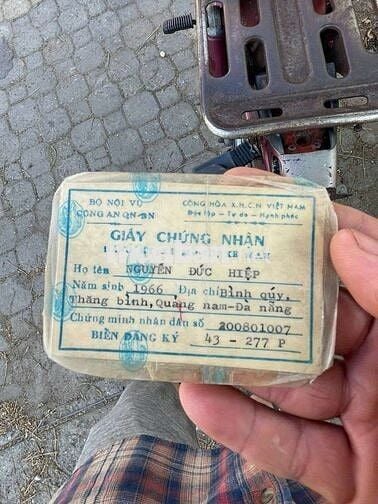 BỘ NỘI VỤ
CÔNG AN QN-ĐN
CỘNG HÒA X.H.C.N VIỆT NAM
Độc lập - Tự do - Hạnh phúc
GIẤY CHỨNG NHẬN
Họ tên NGUYỄN ĐỨC HIỆP
Năm sinh 1966 Địa chỉ Bình qúy,
Thăng bình, Quảng nam-Đà nẵng
Chứng minh nhân dân số 200801007
BIỂN ĐĂNG KÝ 43 - 277 P